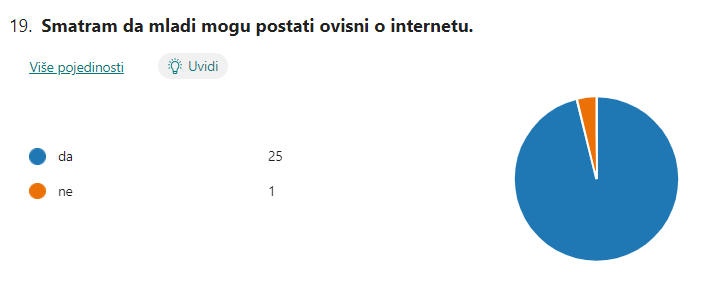 19. Smatram da mladi mogu postati ovisni o internetu.
Više pojedinosti
Uvidi
da 25
ne 1